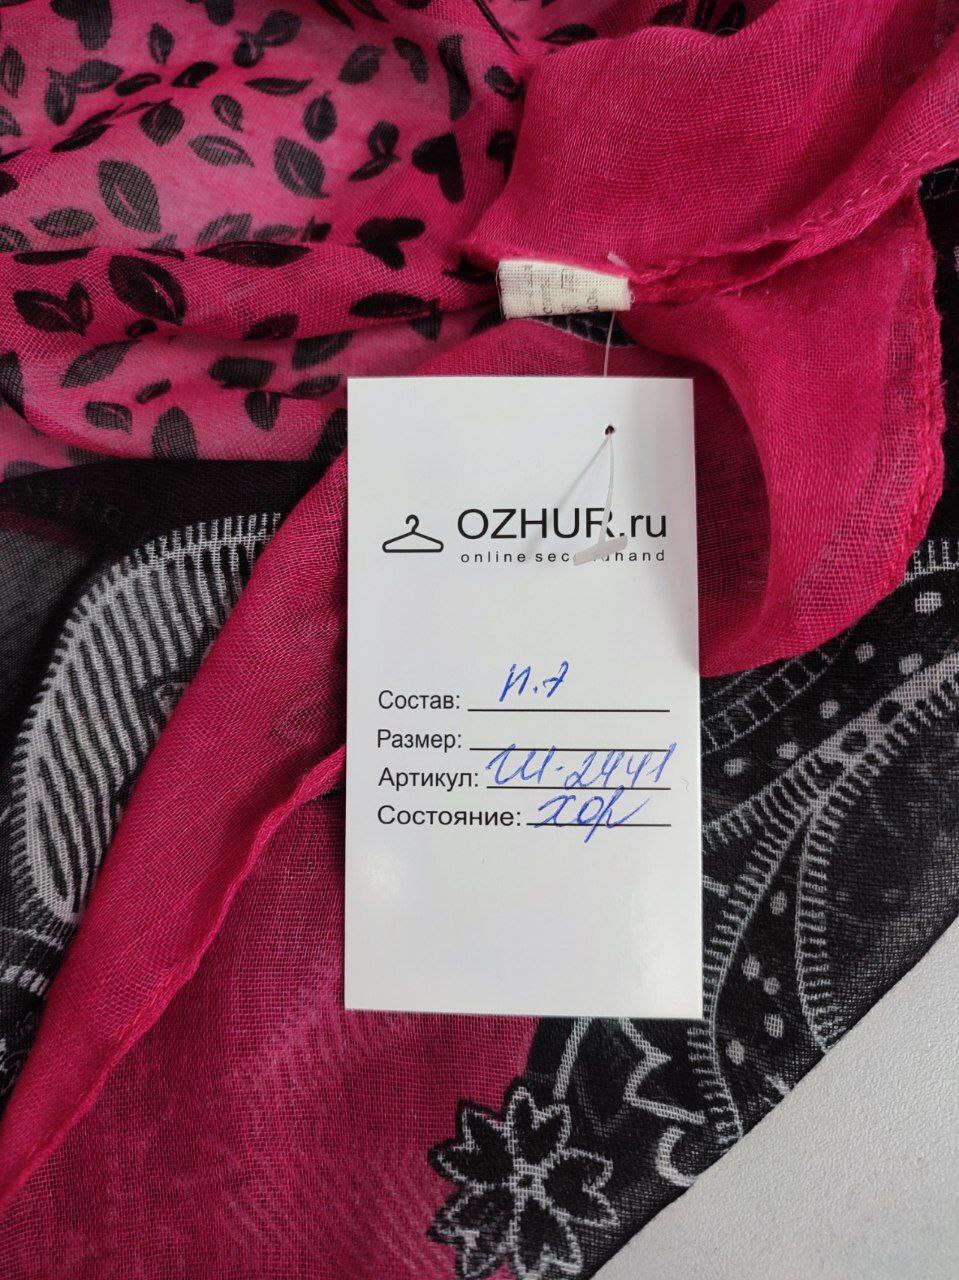 OZHUR.ru
online secondhand
Состав: п.э
Размер:
Артикул: Ш-2441
Состояние: хор